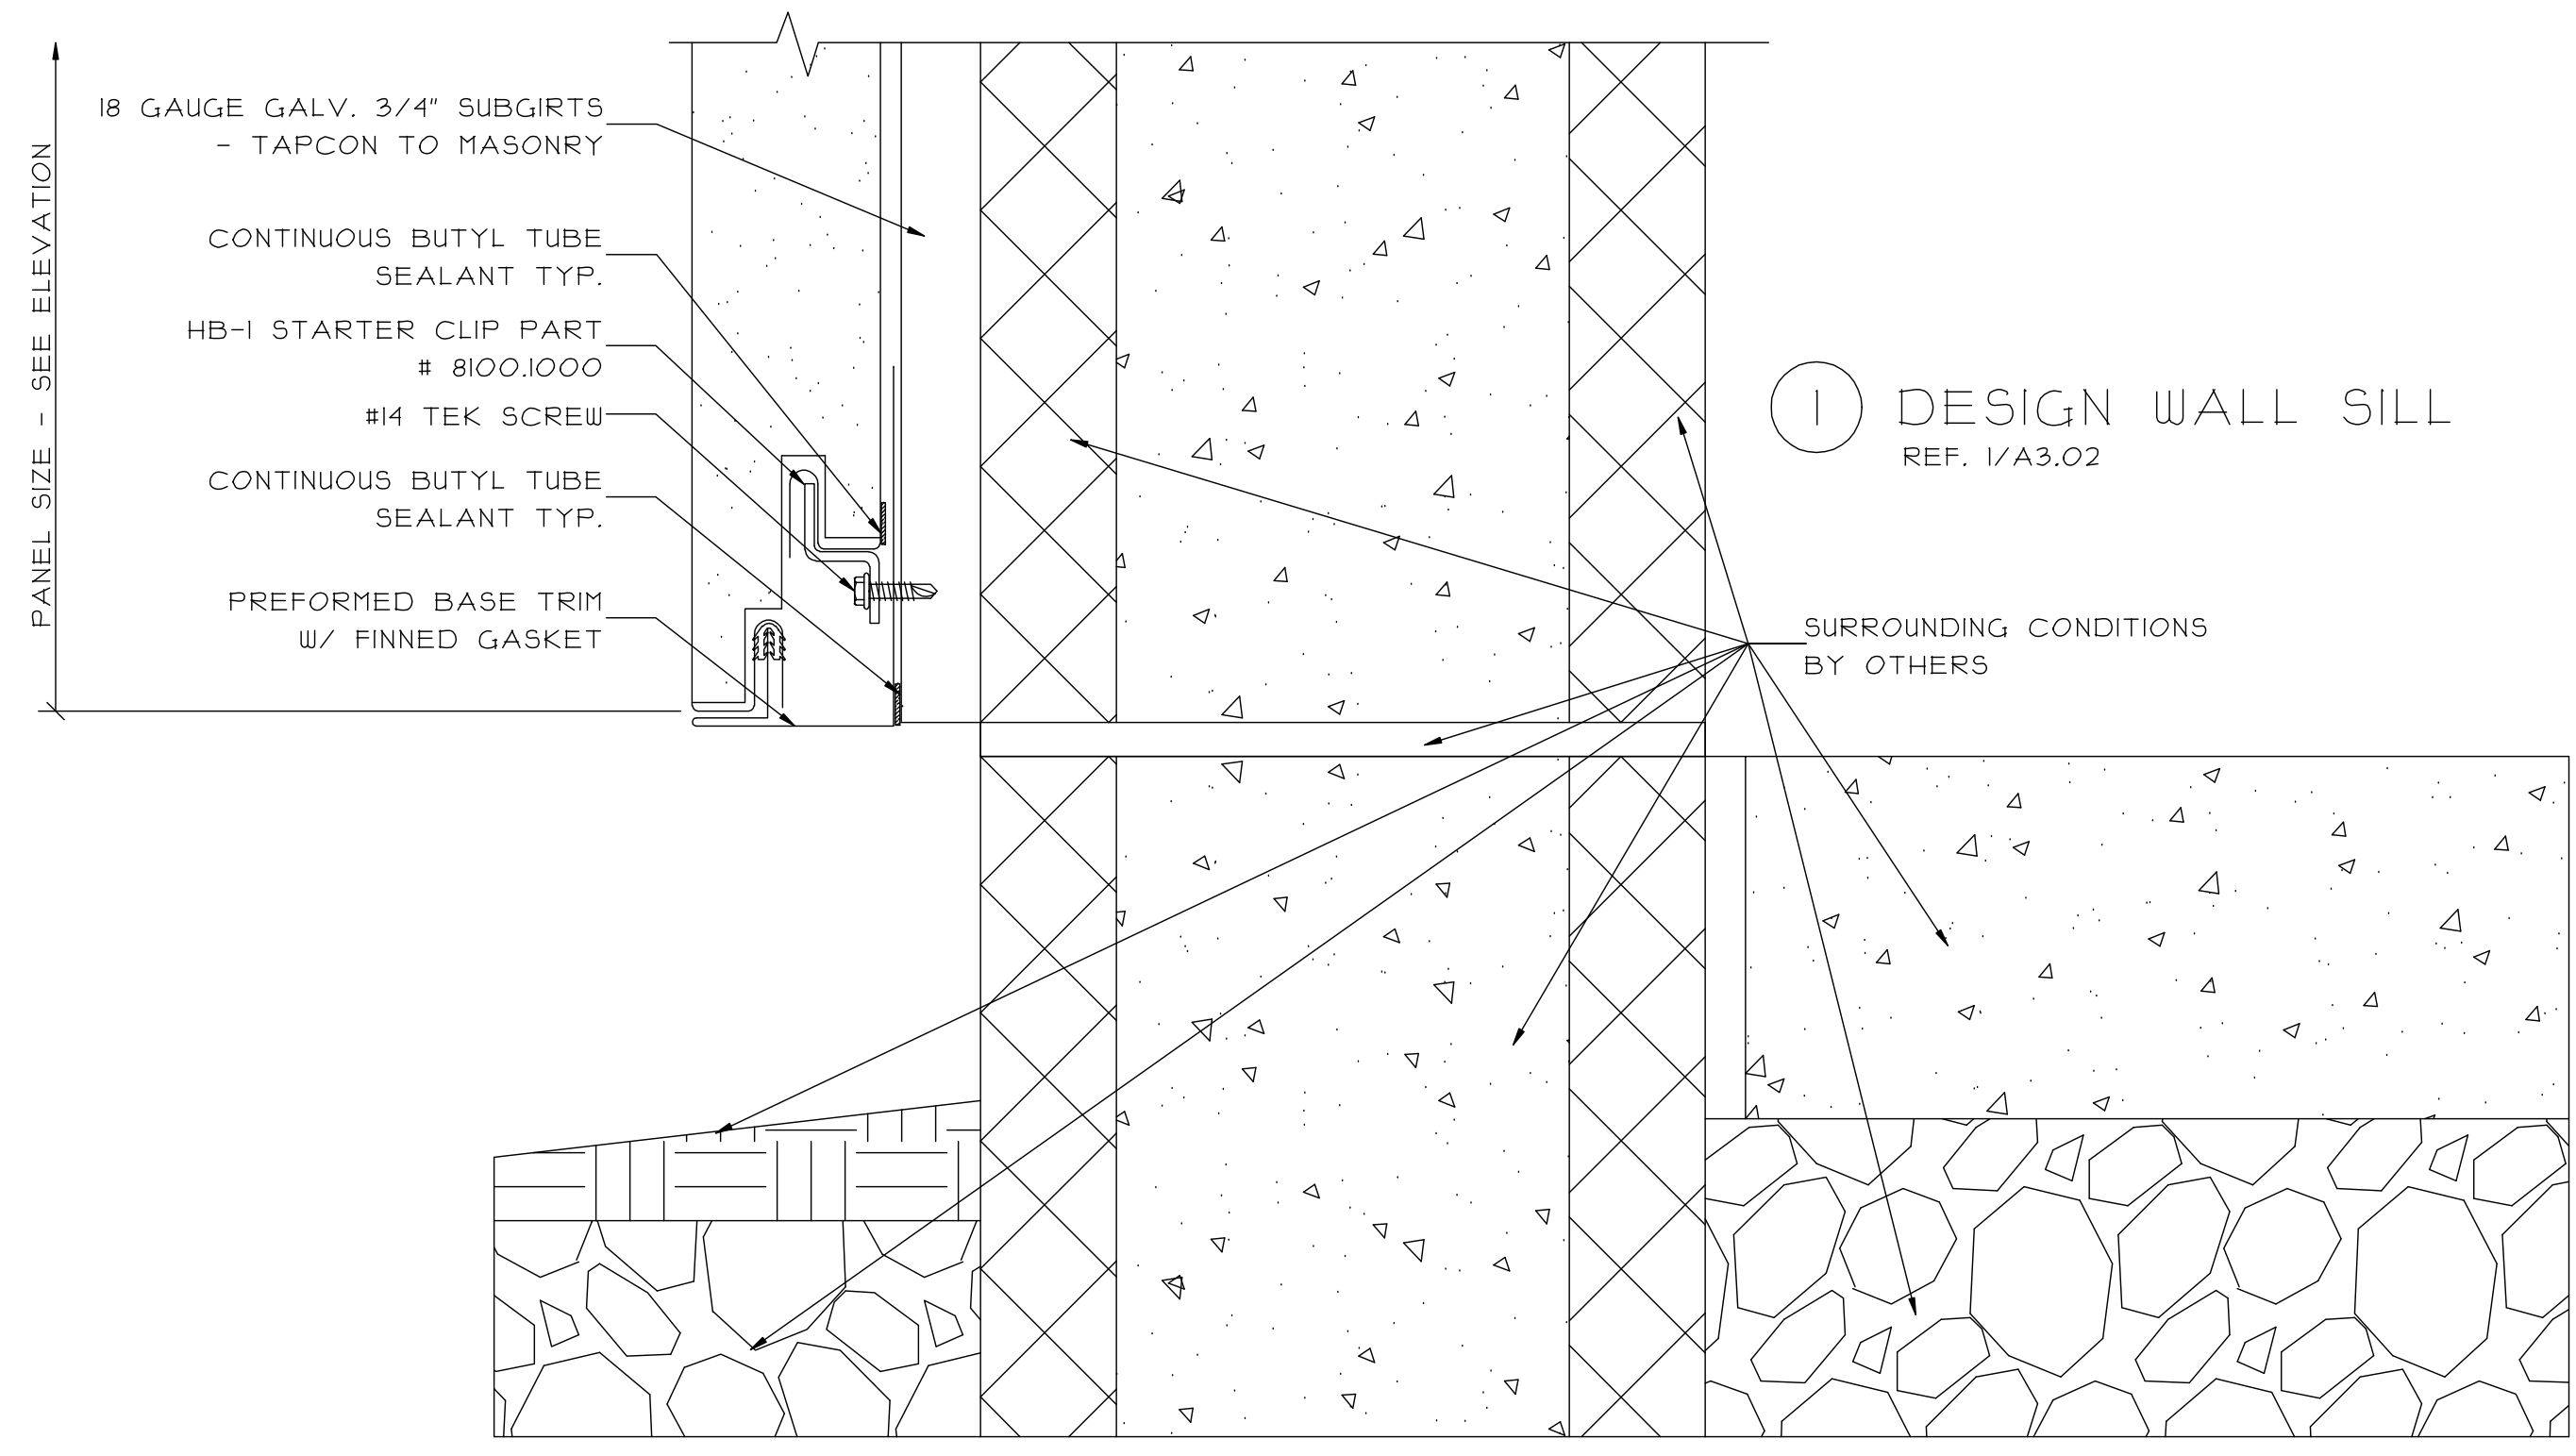 PANEL SIZE - SEE ELEVATION
18 GAUGE GALV. 3/4" SUBGIRTS
- TAPCON TO MASONRY
CONTINUOUS BUTYL TUBE
SEALANT TYP.
HB-1 STARTER CLIP PART
# 8100.1000
#14 TEK SCREW
CONTINUOUS BUTYL TUBE
SEALANT TYP.
PREFORMED BASE TRIM
W/ FINNED GASKET
1 DESIGN WALL SILL
REF. 1/A3.02
SURROUNDING CONDITIONS
BY OTHERS